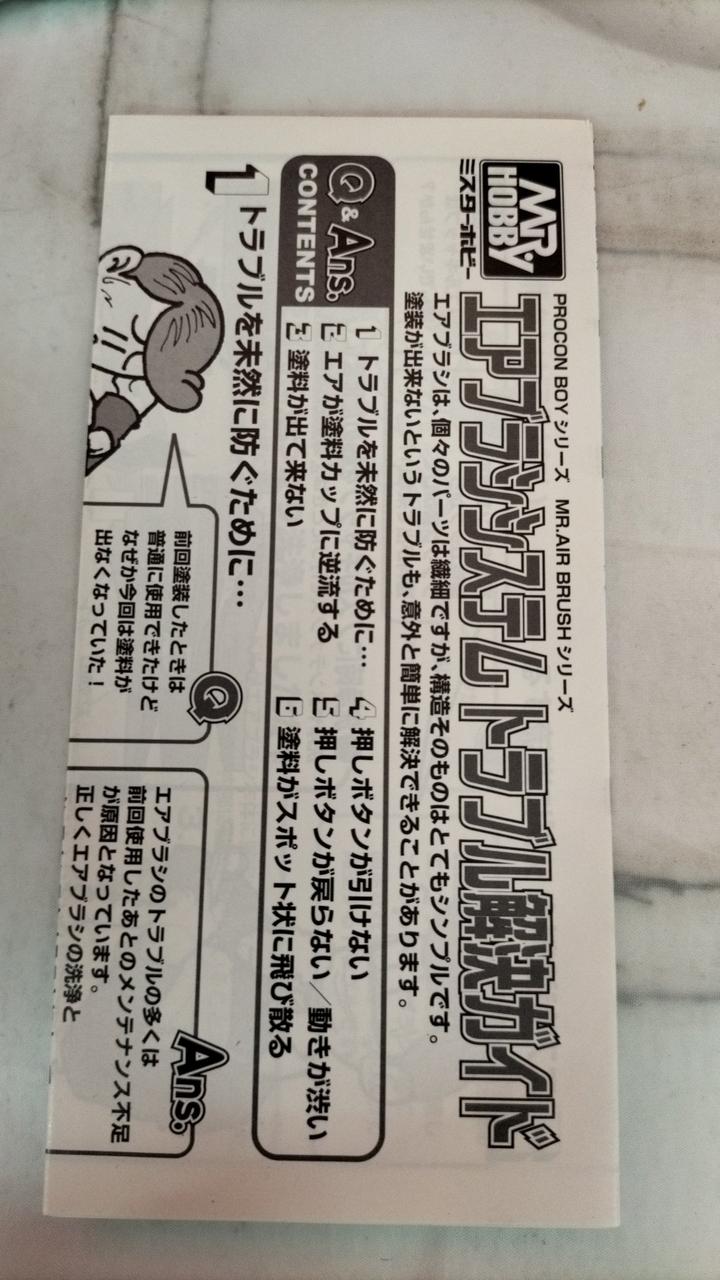 MR.
HOBBY
ミスターホビー
PROCON BOYシリーズ MR.AIR BRUSHシリーズ
エアブラシシステム トラブル解決ガイド
エアブラシは、個々のパーツは繊細ですが、構造そのものはとてもシンプルです。
塗装が出来ないというトラブルも、意外と簡単に解決できることがあります。
Q & Ans.
CONTENTS
1 トラブルを未然に防ぐために…
2 エアが塗料カップに逆流する
3 塗料が出て来ない
4 押しボタンが引けない
5 押しボタンが戻らない／動きが渋い
6 塗料がスポット状に飛び散る
1 トラブルを未然に防ぐために…
Q
前回塗装したときは
普通に使用できたけど
なぜか今回は塗料が
出なくなっていた！
Ans.
エアブラシのトラブルの多くは
前回使用したあとのメンテナンス不足
が原因となっています。
正しくエアブラシの洗浄と